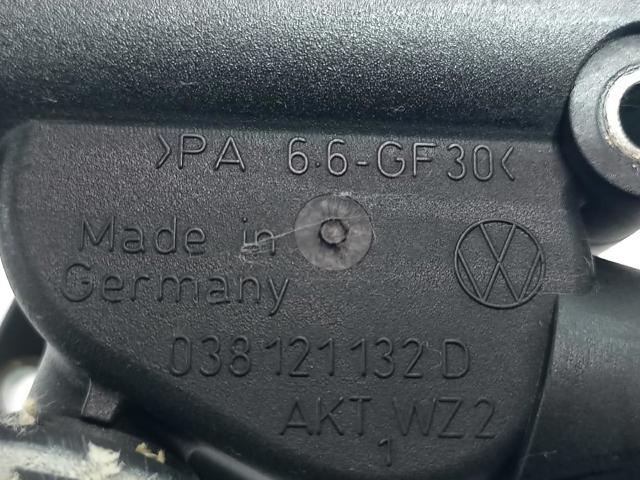 >PA 6.6-GF30<
Made in
Germany
038 121 132 D
AKT WZ2
1